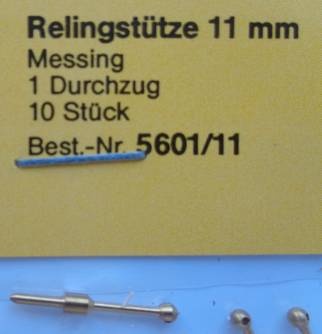 Relingstütze 11 mm
Messing
1 Durchzug
10 Stück
Best.-Nr. 5601/11